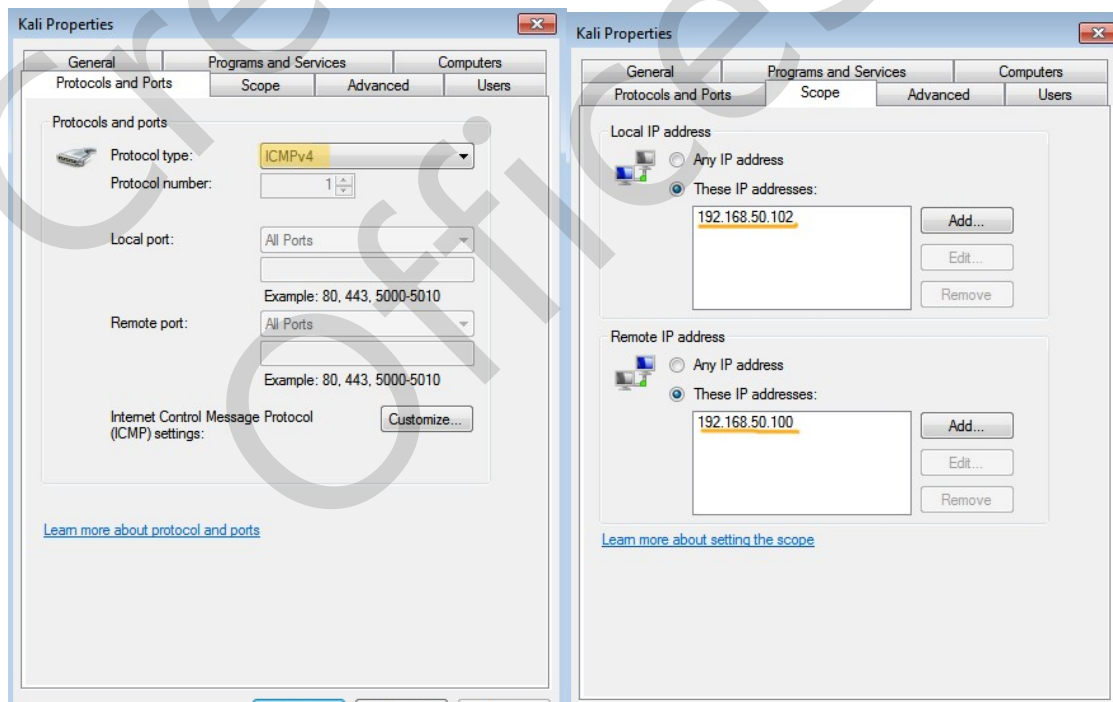 Kali Properties
General Programs and Services Computers
Protocols and Ports Scope Advanced Users
Protocols and ports
Protocol type: ICMPv4
Protocol number: 1
Local port: All Ports
Example: 80, 443, 5000-5010
Remote port: All Ports
Example: 80, 443, 5000-5010
Internet Control Message Protocol
(ICMP) settings: Customize...
Learn more about protocol and ports
Kali Properties
General Programs and Services Computers
Protocols and Ports Scope Advanced Users
Local IP address
Any IP address
These IP addresses:
192.168.50.102
Add...
Edit...
Remove
Remote IP address
Any IP address
These IP addresses:
192.168.50.100
Add...
Edit...
Remove
Learn more about setting the scope
Office